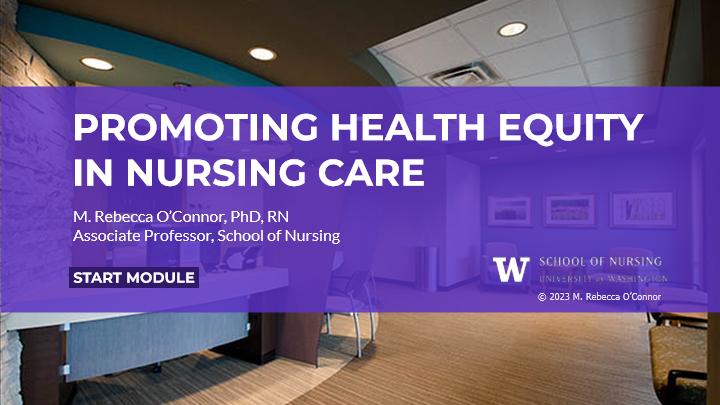 PROMOTING HEALTH EQUITY
IN NURSING CARE
M. Rebecca O'Connor, PhD, RN
Associate Professor, School of Nursing
START MODULE
W SCHOOL OF NURSING
UNIVERSITY of WASHINGTON
© 2023 M. Rebecca O'Connor